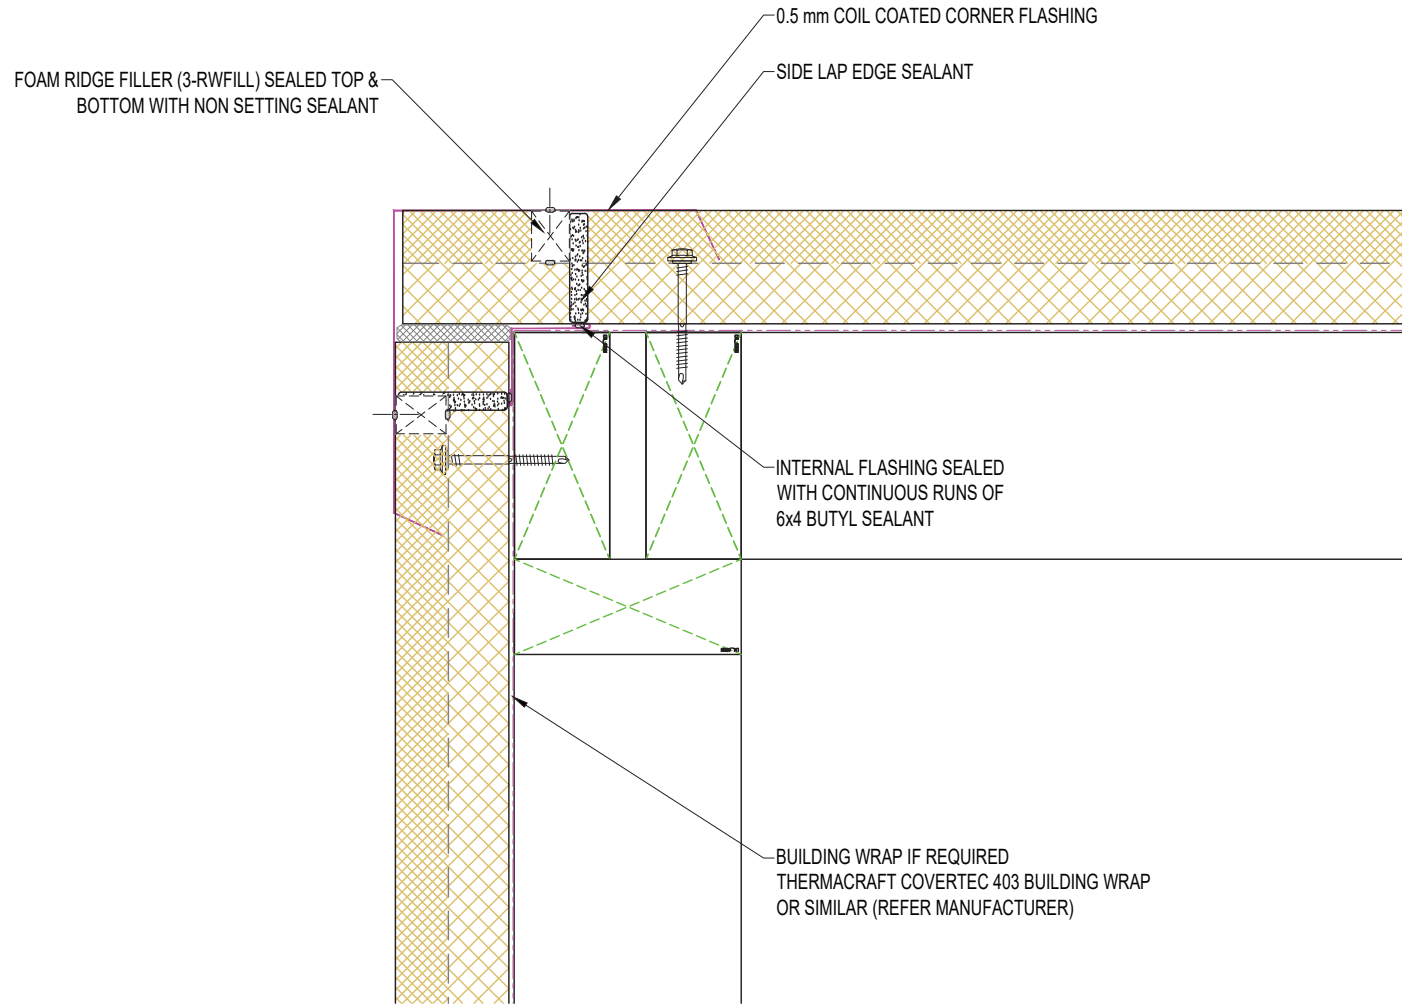 0.5 mm COIL COATED CORNER FLASHING
SIDE LAP EDGE SEALANT
FOAM RIDGE FILLER (3-RWFILL) SEALED TOP &
BOTTOM WITH NON SETTING SEALANT
INTERNAL FLASHING SEALED
WITH CONTINUOUS RUNS OF
6x4 BUTYL SEALANT
BUILDING WRAP IF REQUIRED
THERMACRAFT COVERTEC 403 BUILDING WRAP
OR SIMILAR (REFER MANUFACTURER)